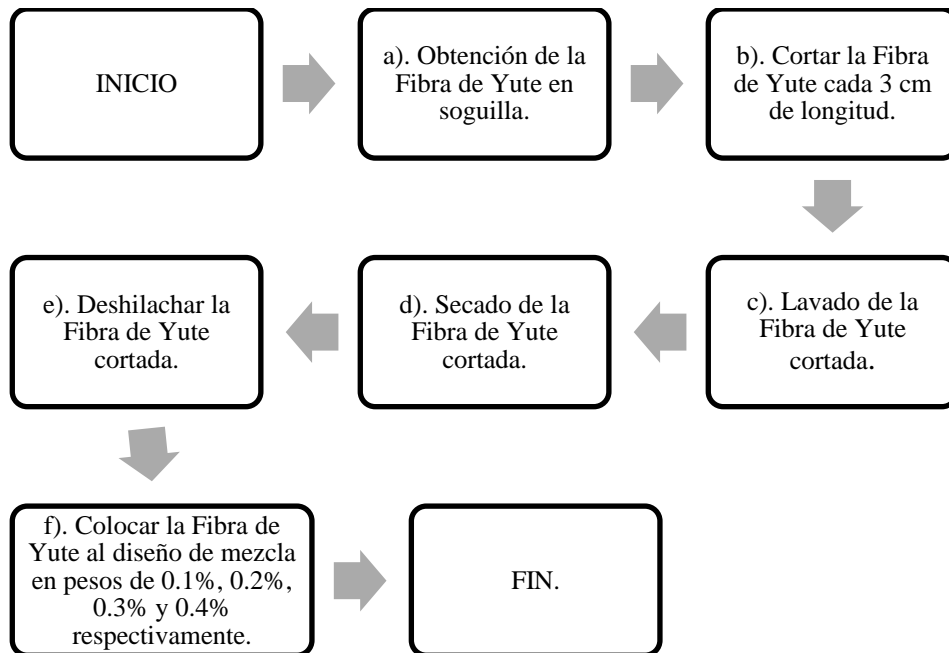 INICIO
a). Obtención de la
Fibra de Yute en
soguilla.
b). Cortar la Fibra
de Yute cada 3 cm
de longitud.
c). Lavado de la
Fibra de Yute
cortada.
d). Secado de la
Fibra de Yute
cortada.
e). Deshilachar la
Fibra de Yute
cortada.
f). Colocar la Fibra de
Yute al diseño de mezcla
en pesos de 0.1%, 0.2%,
0.3% y 0.4%
respectivamente.
FIN.